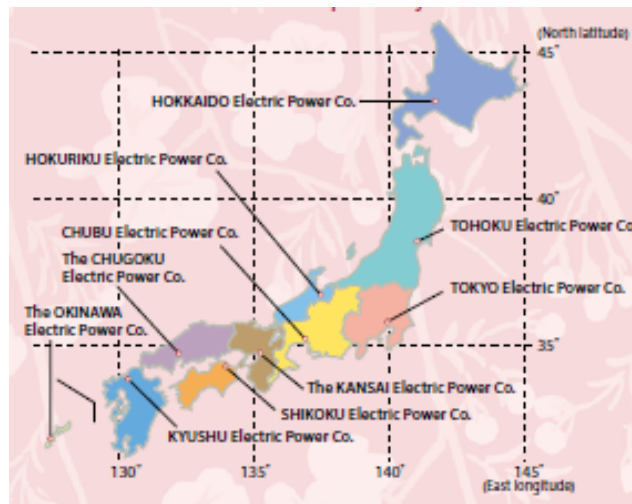 (North latitude)
45°
HOKKAIDO Electric Power Co.
HOKURIKU Electric Power Co.
40°
CHUBU Electric Power Co.
TOHOKU Electric Power Co.
The CHUGOKU
Electric Power Co.
TOKYO Electric Power Co.
The OKINAWA
Electric Power Co.
35°
The KANSAI Electric Power Co.
SHIKOKU Electric Power Co.
KYUSHU Electric Power Co.
130°
135°
140°
145°
(East longitude)